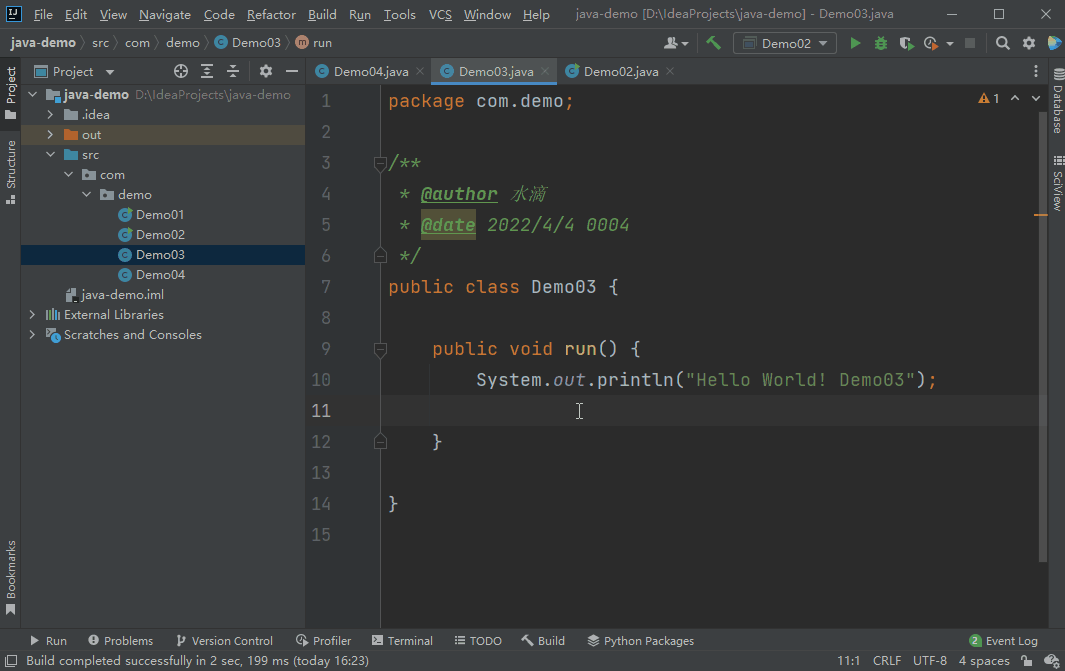 File Edit View Navigate Code Refactor Build Run Tools VCS Window Help java-demo [D:\IdeaProjects\java-demo] - Demo03.java
java-demo src com demo Demo03 run Demo02
Project Demo04.java Demo03.java Demo02.java
java-demo D:\IdeaProjects\java-demo
.idea
out
src
com
demo
Demo01
Demo02
Demo03
Demo04
java-demo.iml
External Libraries
Scratches and Consoles
Project
Structure
Bookmarks
1 package com.demo;
2
3 /**
4 * @author 水滴
5 * @date 2022/4/4 0004
6 */
7 public class Demo03 {
8
9 public void run() {
10 System.out.println("Hello World! Demo03");
11
12 }
13
14 }
15
1
Database
SciView
Run Problems Version Control Profiler Terminal TODO Build Python Packages 2 Event Log
Build completed successfully in 2 sec, 199 ms (today 16:23) 11:1 CRLF UTF-8 4 spaces